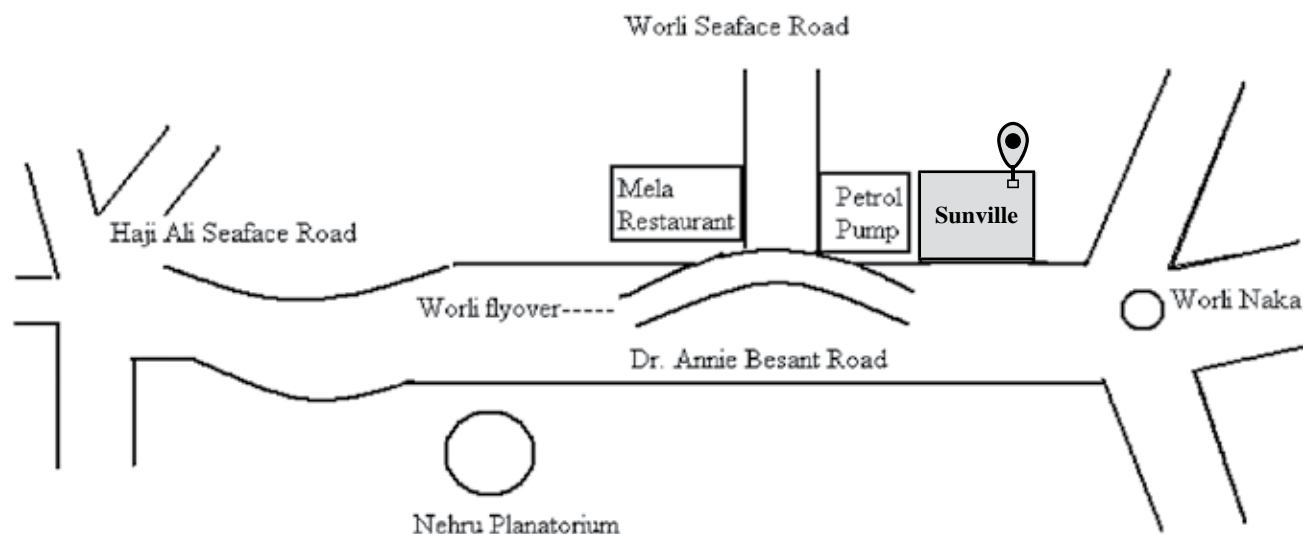 Worli Seaface Road
Mela
Restaurant
Petrol
Pump
Sunville
Haji Ali Seaface Road
Worli flyover-----
Worli Naka
Dr. Annie Besant Road
Nehru Planatorium